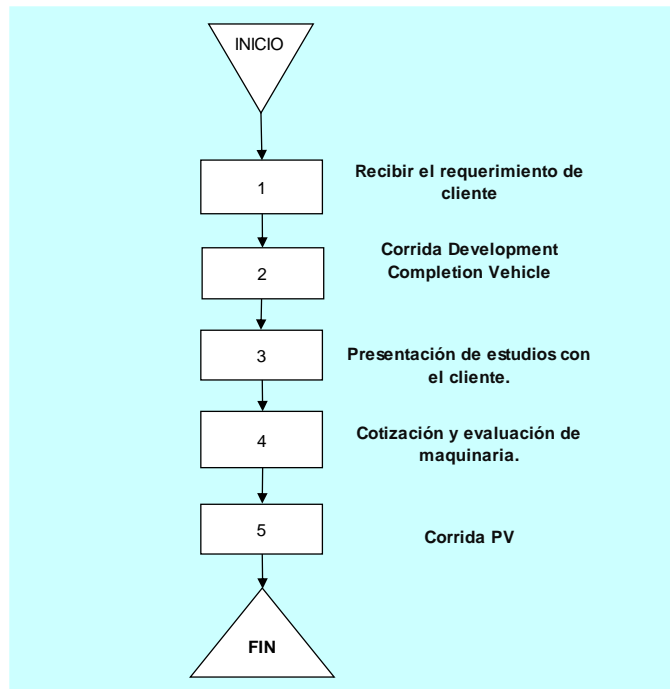 INICIO
1
Recibir el requerimiento de
cliente
2
Corrida Development
Completion Vehicle
3
Presentación de estudios con
el cliente.
4
Cotización y evaluación de
maquinaria.
5
Corrida PV
FIN